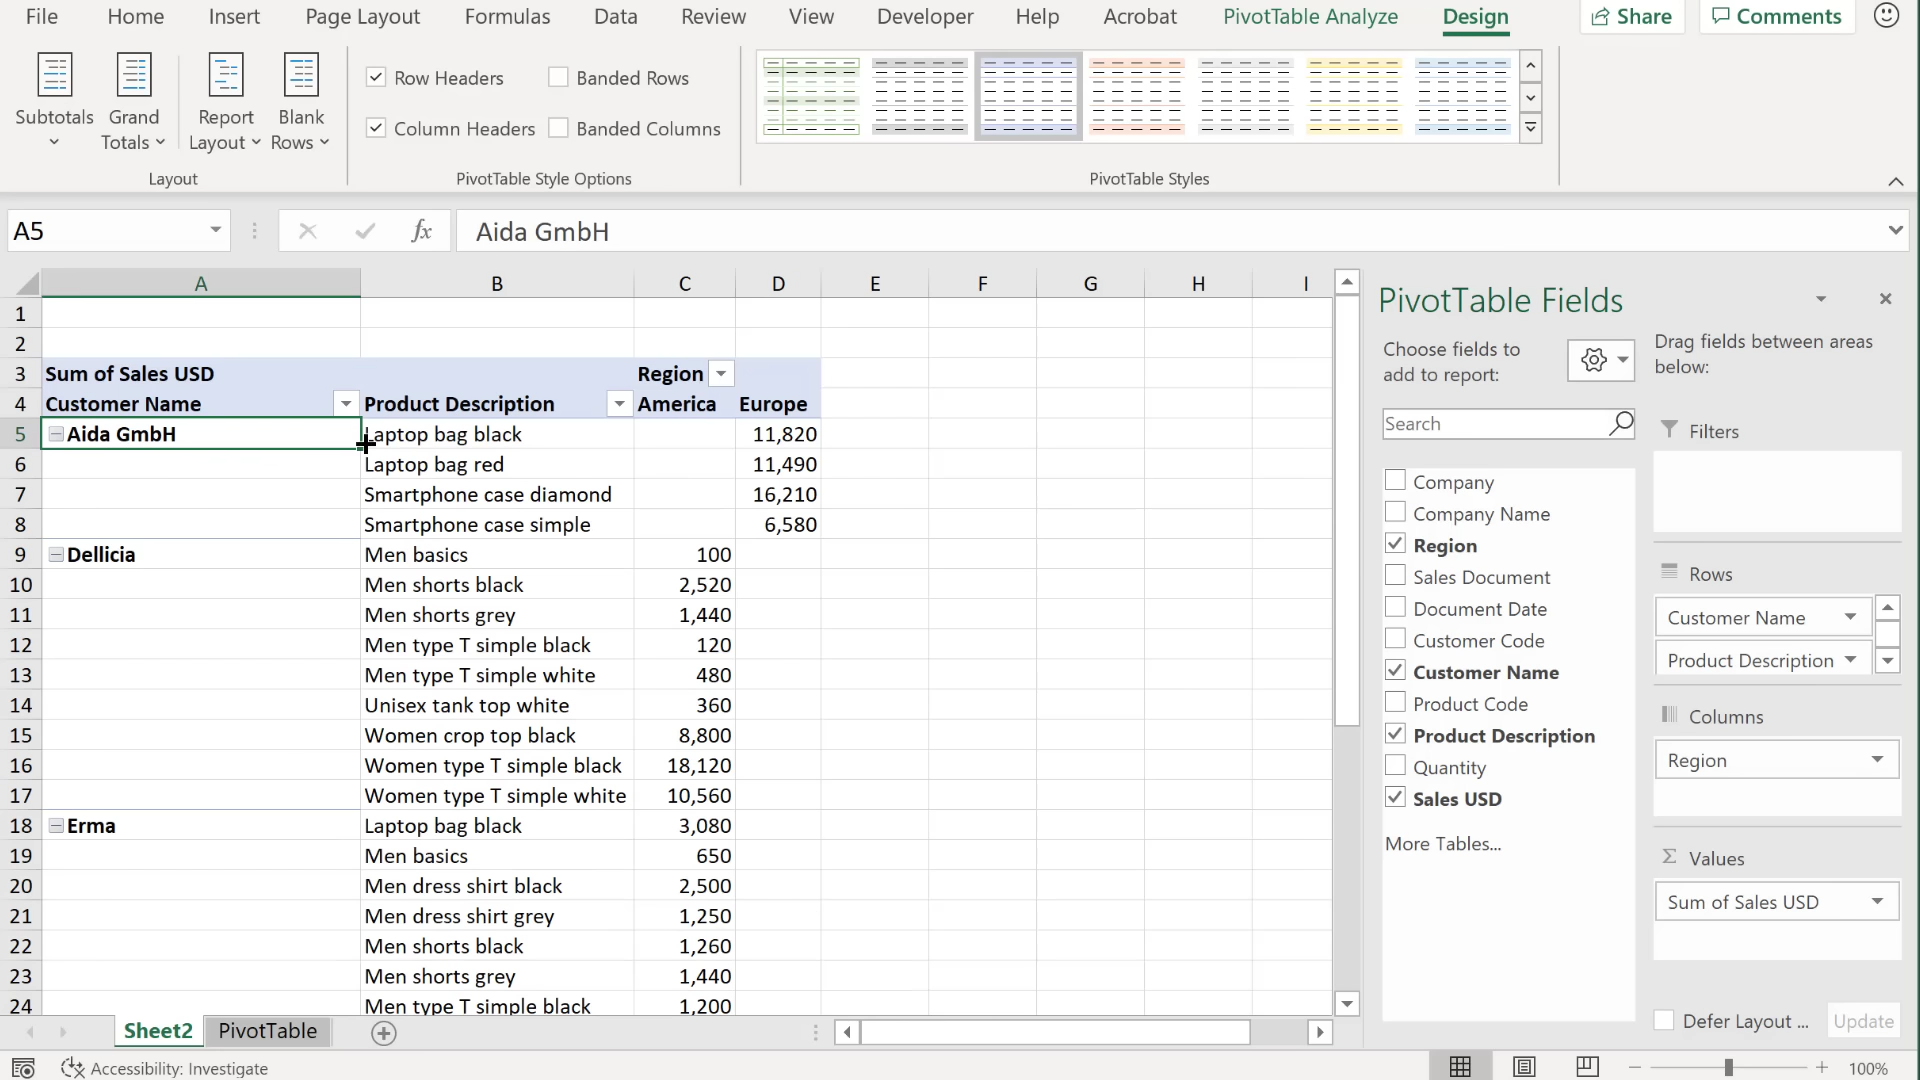 File Home Insert Page Layout Formulas Data Review View Developer Help Acrobat PivotTable Analyze Design Share Comments
Subtotals
Grand
Totals
Report
Layout
Blank
Rows
Layout
Row Headers
Banded Rows
Column Headers
Banded Columns
PivotTable Style Options
PivotTable Styles
A5 fx Aida GmbH
A B C D E F G H I
1
2
3 Sum of Sales USD Region
4 Customer Name Product Description America Europe
5 Aida GmbH Laptop bag black 11,820
6 Laptop bag red 11,490
7 Smartphone case diamond 16,210
8 Smartphone case simple 6,580
9 Dellicia Men basics 100
10 Men shorts black 2,520
11 Men shorts grey 1,440
12 Men type T simple black 120
13 Men type T simple white 480
14 Unisex tank top white 360
15 Women crop top black 8,800
16 Women type T simple black 18,120
17 Women type T simple white 10,560
18 Erma Laptop bag black 3,080
19 Men basics 650
20 Men dress shirt black 2,500
21 Men dress shirt grey 1,250
22 Men shorts black 1,260
23 Men shorts grey 1,440
24 Men type T simple black 1,200
PivotTable Fields
Choose fields to
add to report:
Search
Company
Company Name
Region
Sales Document
Document Date
Customer Code
Customer Name
Product Code
Product Description
Quantity
Sales USD
More Tables...
Drag fields between areas
below:
Filters
Rows
Customer Name
Product Description
Columns
Region
Σ Values
Sum of Sales USD
Defer Layout ... Update
Sheet2 PivotTable
Accessibility: Investigate 100%